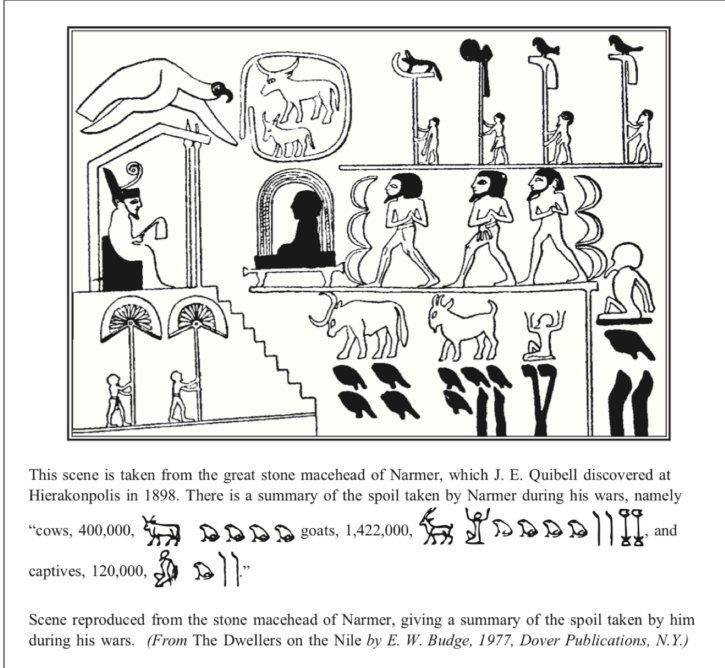 This scene is taken from the great stone macehead of Narmer, which J. E. Quibell discovered at
Hierakonpolis in 1898. There is a summary of the spoil taken by Narmer during his wars, namely
“cows, 400,000, goats, 1,422,000, and
captives, 120,000, .”
Scene reproduced from the stone macehead of Narmer, giving a summary of the spoil taken by him
during his wars. (From The Dwellers on the Nile by E. W. Budge, 1977, Dover Publications, N.Y.)